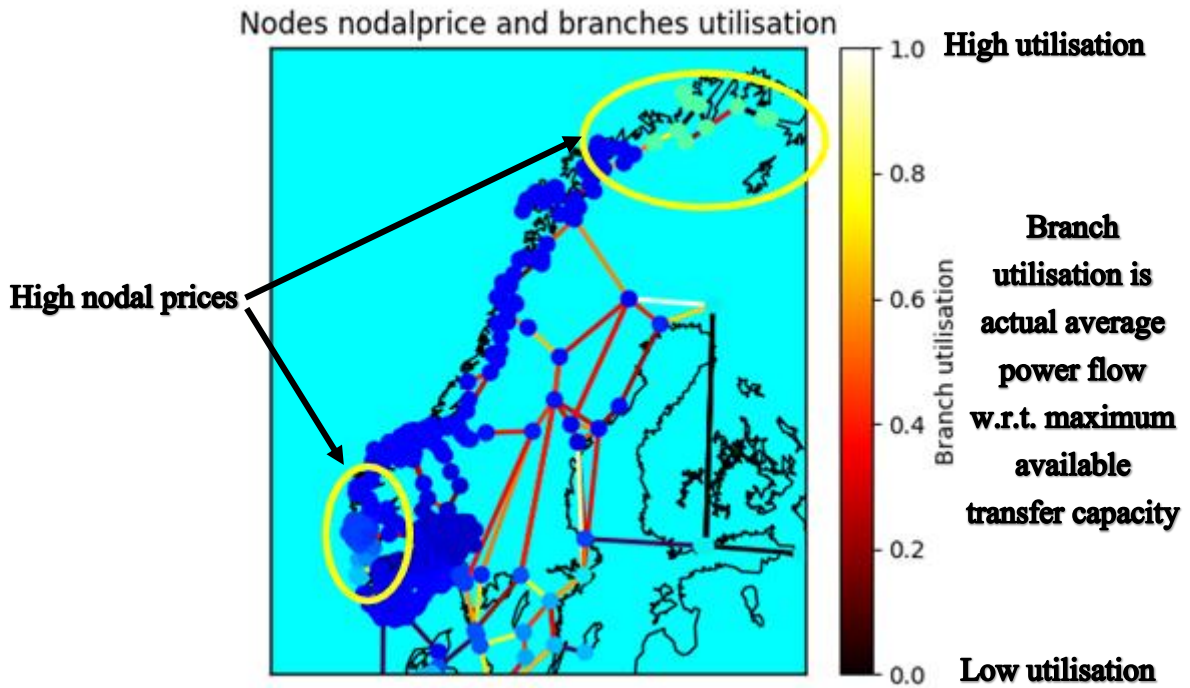 Nodes nodalprice and branches utilisation
High nodal prices
1.0
0.8
0.6
0.4
0.2
0.0
Branch utilisation
High utilisation
Branch
utilisation is
actual average
power flow
w.r.t. maximum
available
transfer capacity
Low utilisation